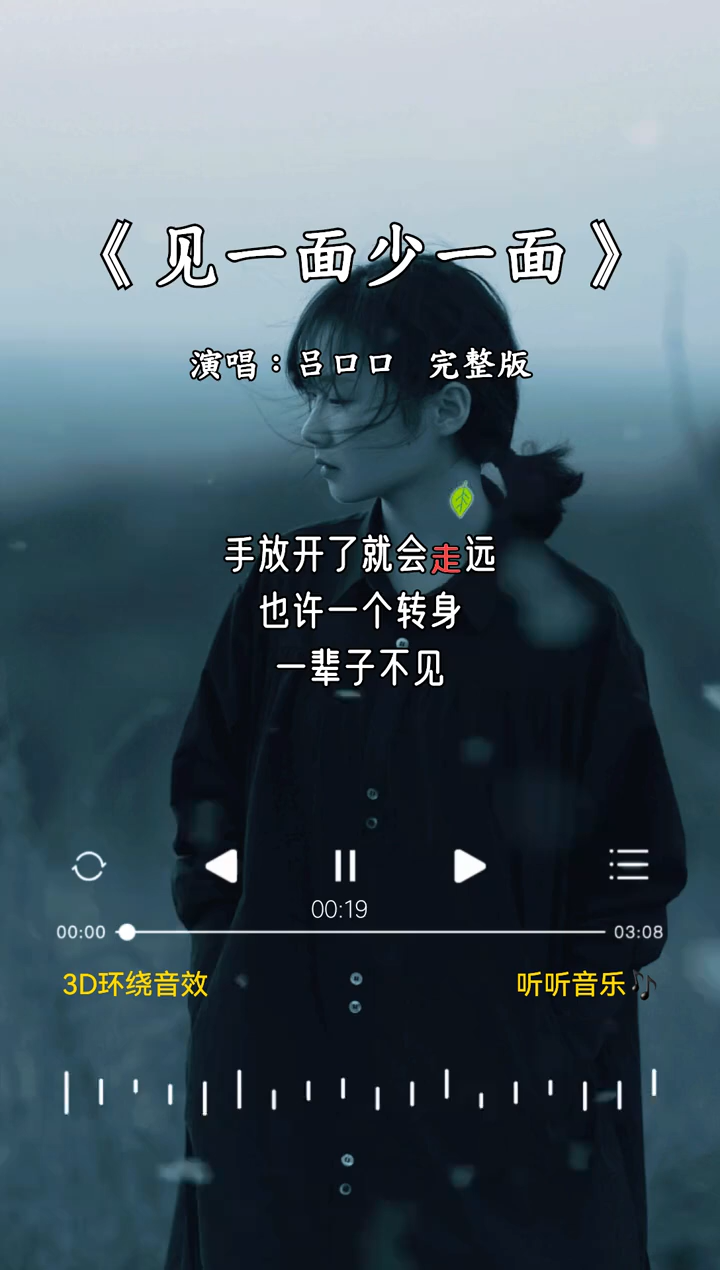 《见一面少一面》
演唱：吕口口 完整版
手放开了就会走远
也许一个转身
一辈子不见
00:19
00:00 03:08
3D环绕音效 听听音乐